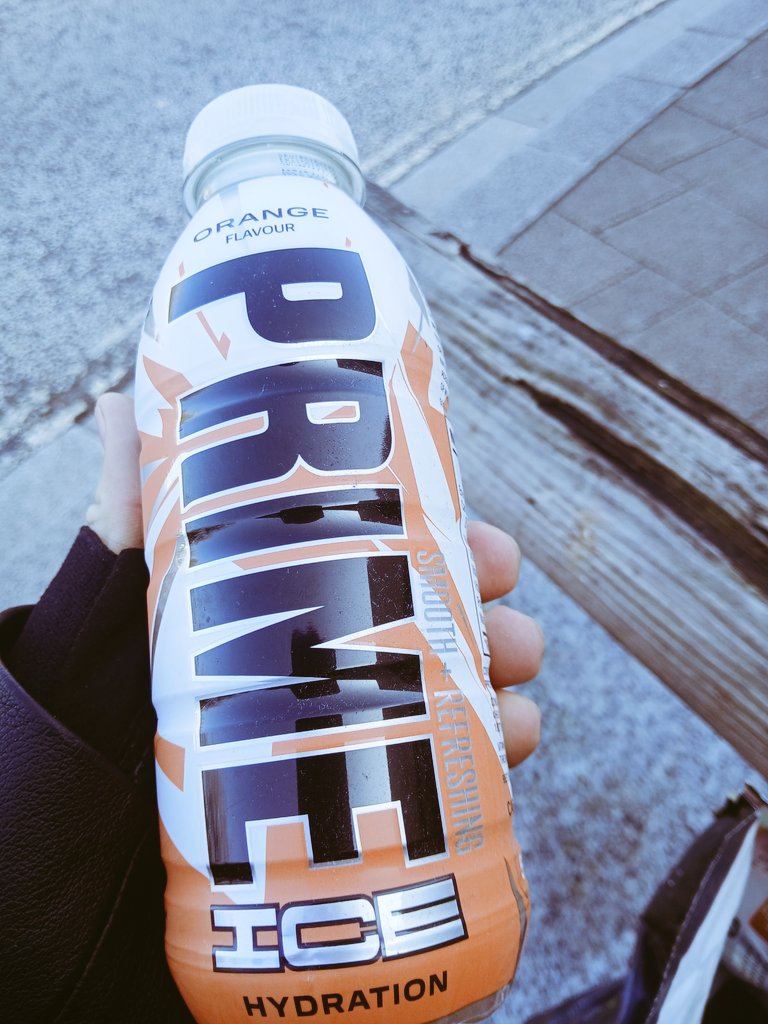 ORANGE
FLAVOUR
PRIME
SMOOTH + REFRESHING
ICE
HYDRATION